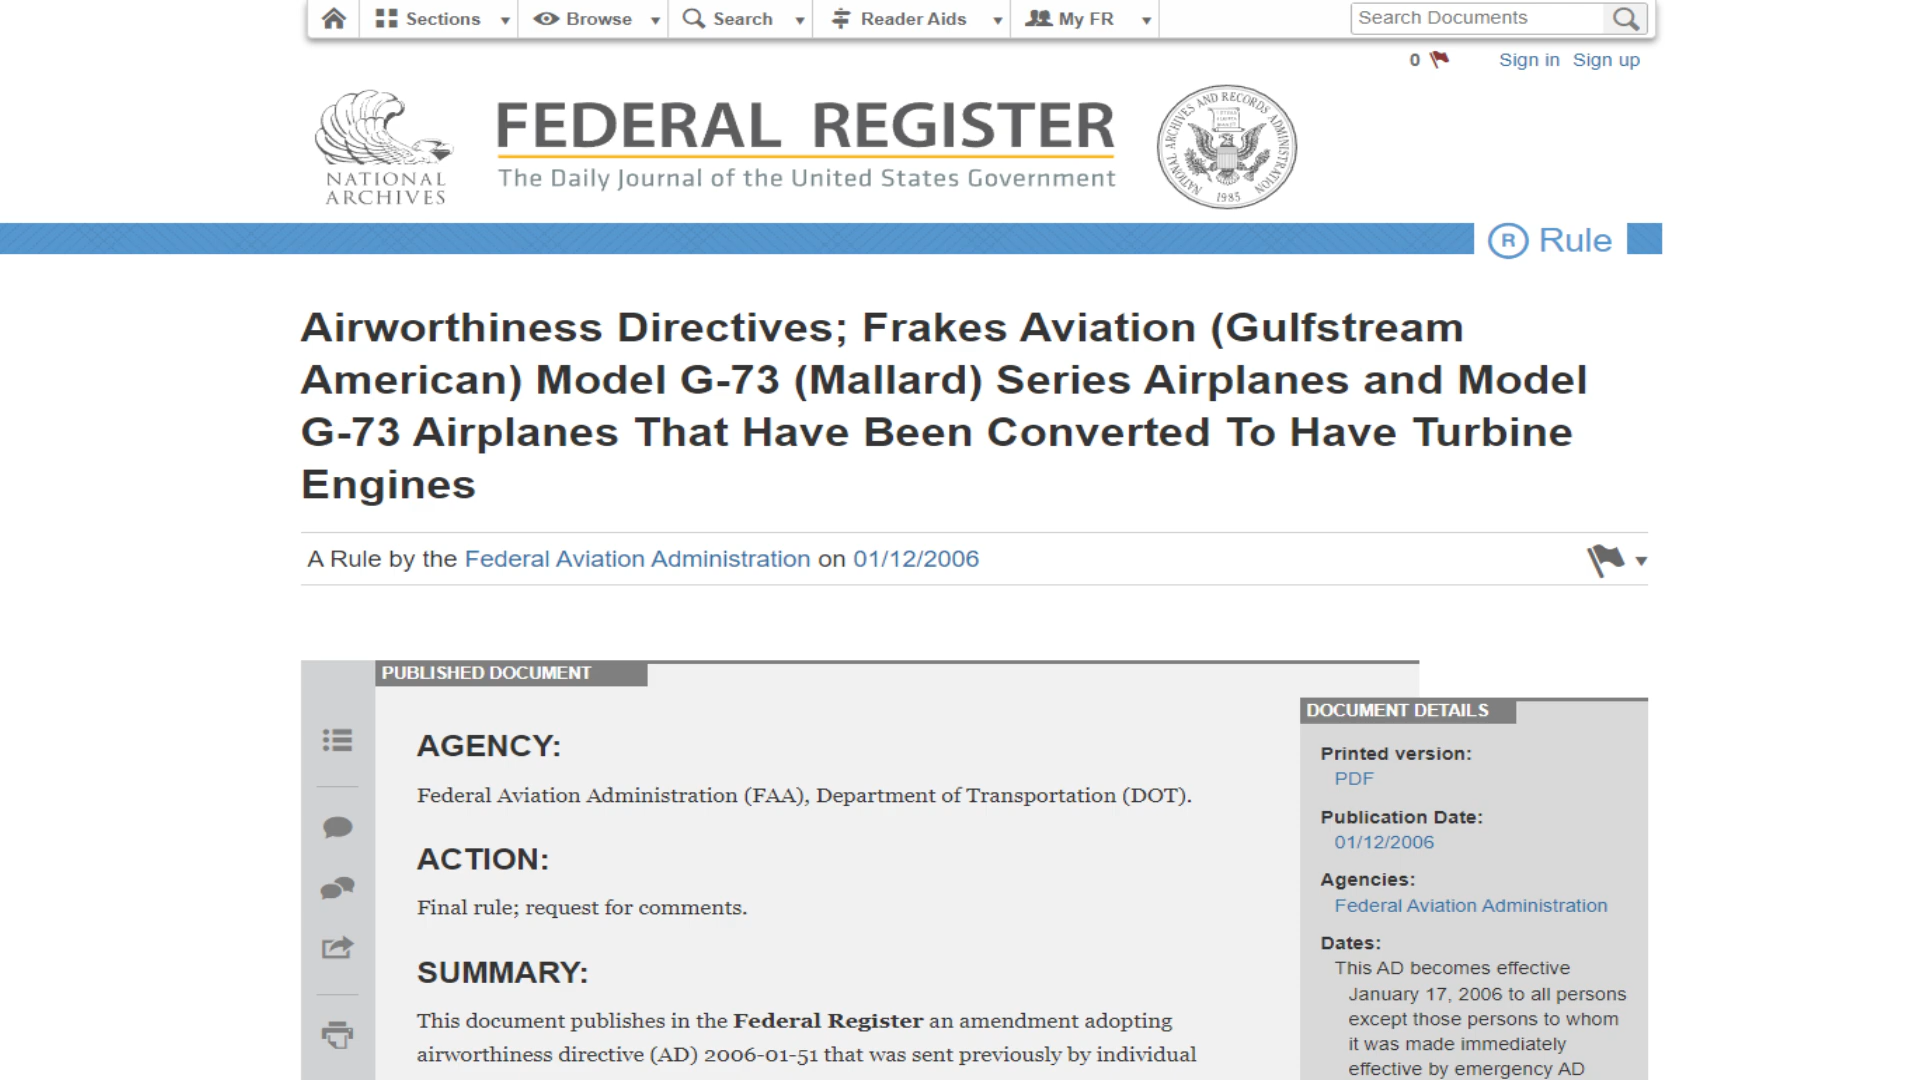 Sections
Browse
Search
Reader Aids
My FR
Search Documents
0
Sign in Sign up
NATIONAL ARCHIVES
FEDERAL REGISTER
The Daily Journal of the United States Government
NATIONAL ARCHIVES AND RECORDS ADMINISTRATION
1985
R Rule
Airworthiness Directives; Frakes Aviation (Gulfstream
American) Model G-73 (Mallard) Series Airplanes and Model
G-73 Airplanes That Have Been Converted To Have Turbine
Engines
A Rule by the Federal Aviation Administration on 01/12/2006
PUBLISHED DOCUMENT
AGENCY:
Federal Aviation Administration (FAA), Department of Transportation (DOT).
ACTION:
Final rule; request for comments.
SUMMARY:
This document publishes in the Federal Register an amendment adopting
airworthiness directive (AD) 2006-01-51 that was sent previously by individual
DOCUMENT DETAILS
Printed version:
PDF
Publication Date:
01/12/2006
Agencies:
Federal Aviation Administration
Dates:
This AD becomes effective
January 17, 2006 to all persons
except those persons to whom
it was made immediately
effective by emergency AD